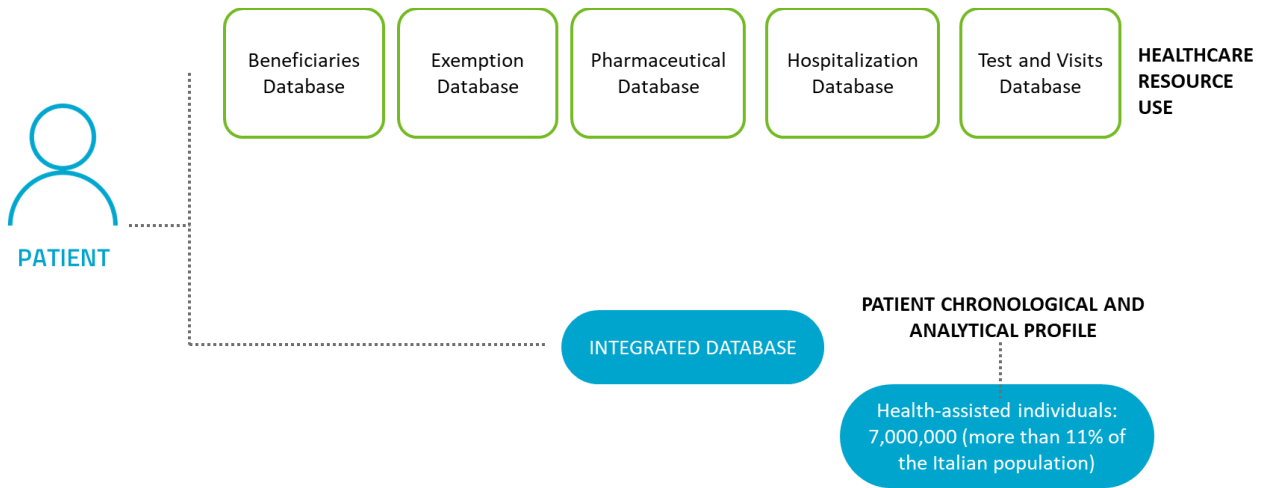 Beneficiaries
Database
Exemption
Database
Pharmaceutical
Database
Hospitalization
Database
Test and Visits
Database
HEALTHCARE
RESOURCE
USE
PATIENT
INTEGRATED DATABASE
PATIENT CHRONOLOGICAL AND
ANALYTICAL PROFILE
Health-assisted individuals:
7,000,000 (more than 11% of
the Italian population)